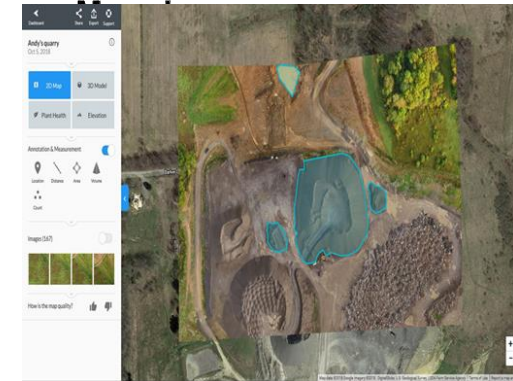 Dashboard Share Export Support
Andy's quarry
Oct 5, 2018
2D Map 3D Model
Plant Health Elevation
Annotation & Measurement
Location Distance Area Volume
Count
Images (167)
How is the map quality?
+
−